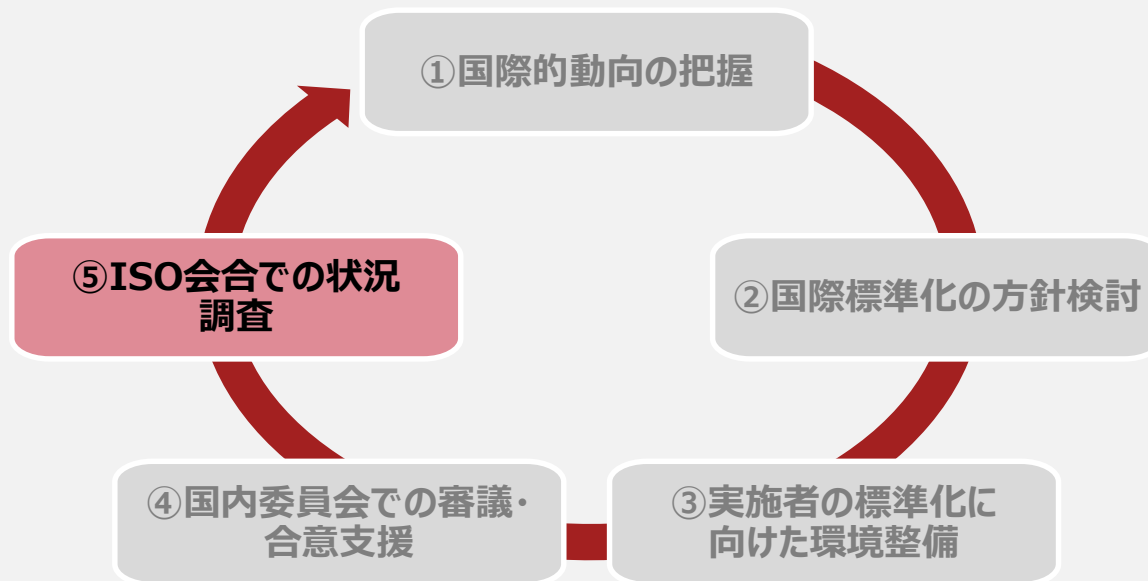 ①国際的動向の把握
②国際標準化の方針検討
③実施者の標準化に
向けた環境整備
④国内委員会での審議・
合意支援
⑤ISO会合での状況
調査